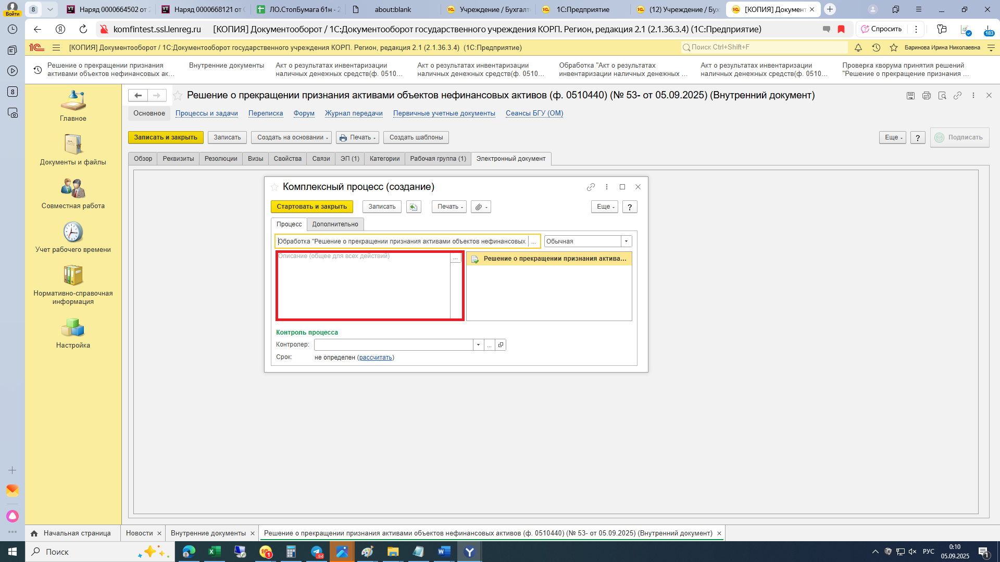 Войти
8
Наряд 0000664502 от 2
Наряд 0000668121 от 0
ЛО.СтопБумага 61н - 2
about:blank
Учреждение / Бухгалт
1С:Предприятие
(12) Учреждение / Бух
[КОПИЯ] Документ
komfintest.ssl.lenreg.ru
[КОПИЯ] Документооборот / 1С:Документооборот государственного учреждения КОРП. Регион, редакция 2.1 (2.1.36.3.4) (1С:Предприятие)
Спросить
183
[КОПИЯ] Документооборот / 1С:Документооборот государственного учреждения КОРП. Регион, редакция 2.1 (2.1.36.3.4) (1С:Предприятие)
Поиск Ctrl+Shift+F
Баринова Ирина Николаевна
Решение о прекращении признания
активами объектов нефинансовых ак...
Внутренние документы
Акт о результатах инвентаризации
наличных денежных средств(ф. 0510...
Акт о результатах инвентаризации
наличных денежных средств(ф. 0510...
Обработка "Акт о результатах
инвентаризации наличных денежных ...
Акт о результатах инвентаризации
наличных денежных средств(ф. 0510...
Проверка кворума принятия решений
"Решение о прекращение признания ...
8
Главное
Документы и файлы
Совместная работа
Учет рабочего времени
Нормативно-справочная
информация
Настройка
Решение о прекращении признания активами объектов нефинансовых активов (ф. 0510440) (№ 53- от 05.09.2025) (Внутренний документ)
Основное
Процессы и задачи
Переписка
Форум
Журнал передачи
Первичные учетные документы
Сеансы БГУ (ОМ)
Записать и закрыть
Записать
Создать на основании
Печать
Создать шаблоны
Еще
?
Подписать
Обзор
Реквизиты
Резолюции
Визы
Свойства
Связи
ЭП (1)
Категории
Рабочая группа (1)
Электронный документ
Комплексный процесс (создание)
Стартовать и закрыть
Записать
Печать
Еще
?
Процесс
Дополнительно
Обработка "Решение о прекращении признания активами объектов нефинансовых
...
Обычная
Описание (общее для всех действий)
...
Решение о прекращении признания актива...
Контроль процесса
Контролер:
...
Срок:
не определен (рассчитать)
Начальная страница
Новости
Внутренние документы
Решение о прекращении признания активами объектов нефинансовых активов (ф. 0510440) (№ 53- от 05.09.2025) (Внутренний документ)
Поиск
1
94
РУС
0:10
05.09.2025
1